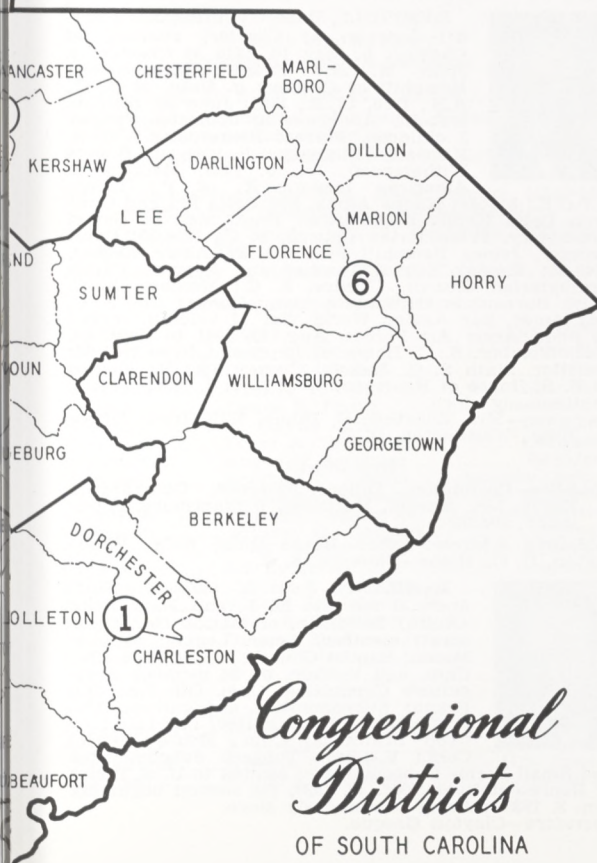 ANCASTER
CHESTERFIELD
MARL-
BORO
KERSHAW
DARLINGTON
DILLON
LEE
MARION
FLORENCE
ND
6
HORRY
SUMTER
OUN
CLARENDON
WILLIAMSBURG
GEORGETOWN
EBURG
BERKELEY
DORCHESTER
OLLETON
1
CHARLESTON
BEAUFORT
Congressional
Districts
OF SOUTH CAROLINA